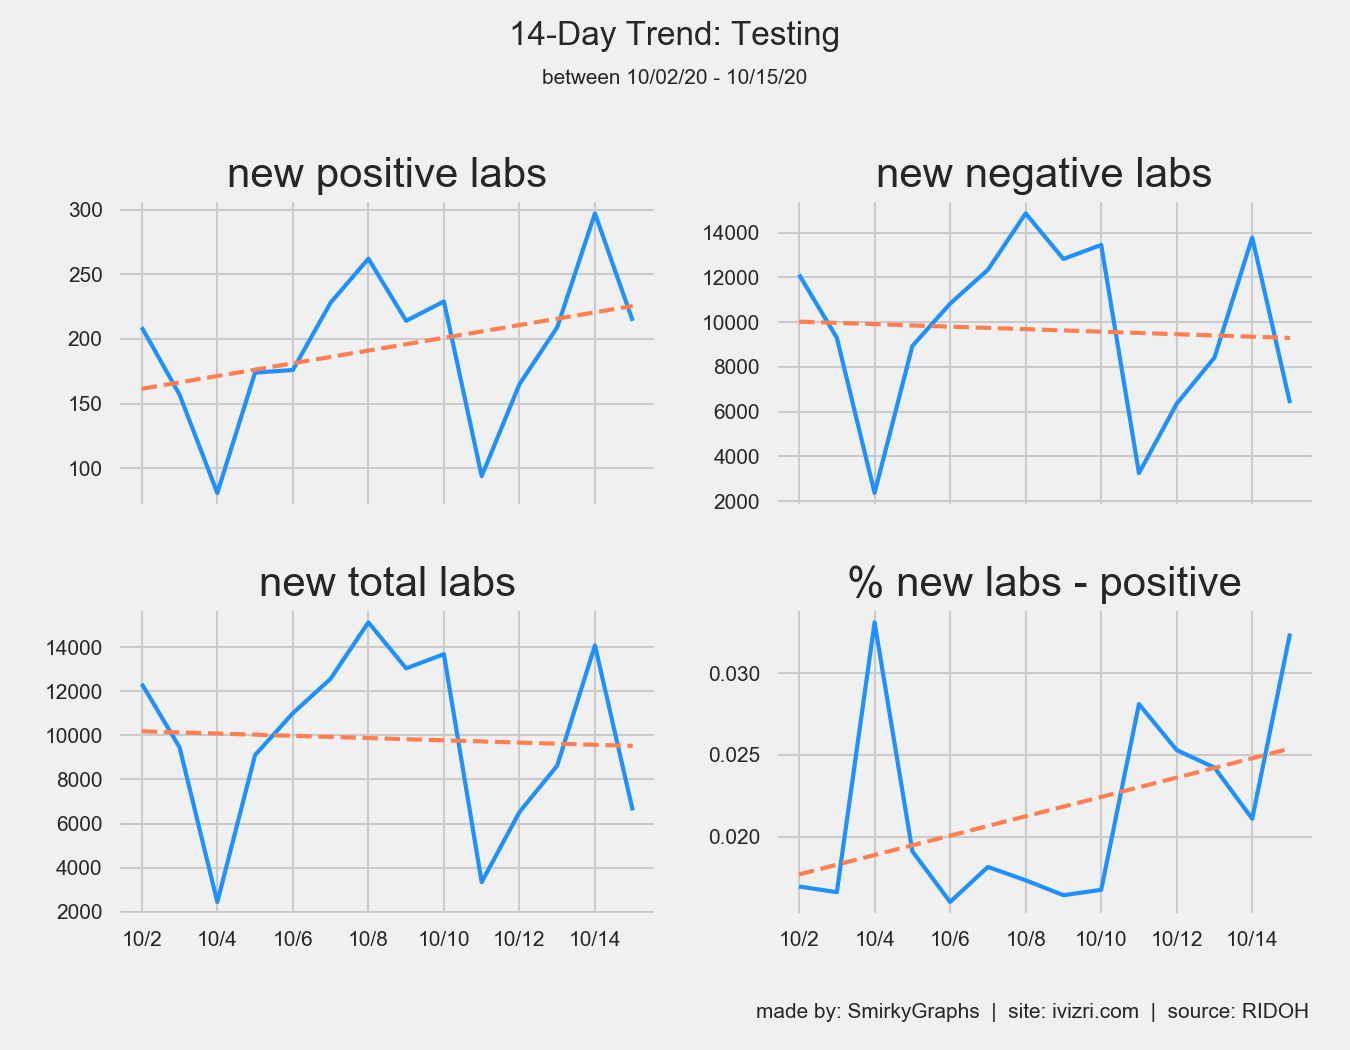 14-Day Trend: Testing
between 10/02/20 - 10/15/20
new positive labs
300
250
200
150
100
new negative labs
14000
12000
10000
8000
6000
4000
2000
new total labs
14000
12000
10000
8000
6000
4000
2000
10/2 10/4 10/6 10/8 10/10 10/12 10/14
% new labs - positive
0.030
0.025
0.020
10/2 10/4 10/6 10/8 10/10 10/12 10/14
made by: SmirkyGraphs | site: ivizri.com | source: RIDOH